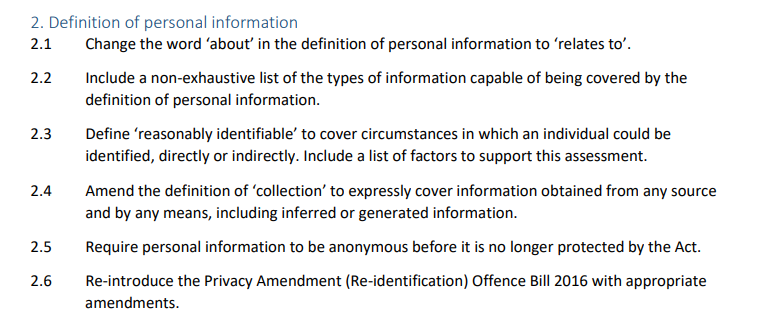 2. Definition of personal information
2.1 Change the word ‘about’ in the definition of personal information to ‘relates to’.
2.2 Include a non-exhaustive list of the types of information capable of being covered by the
definition of personal information.
2.3 Define ‘reasonably identifiable’ to cover circumstances in which an individual could be
identified, directly or indirectly. Include a list of factors to support this assessment.
2.4 Amend the definition of ‘collection’ to expressly cover information obtained from any source
and by any means, including inferred or generated information.
2.5 Require personal information to be anonymous before it is no longer protected by the Act.
2.6 Re-introduce the Privacy Amendment (Re-identification) Offence Bill 2016 with appropriate
amendments.